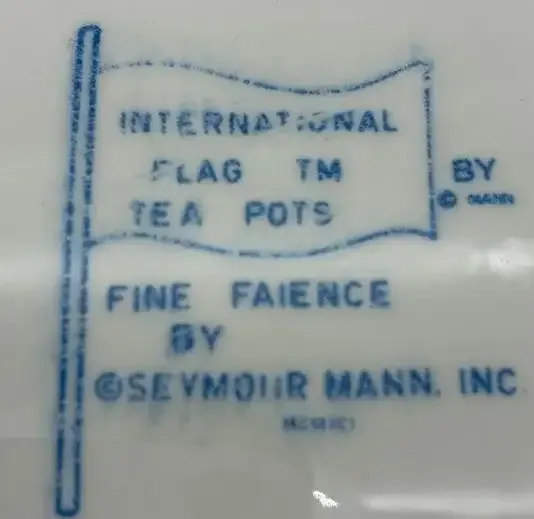 INTERNATIONAL
FLAG TM
TEA POTS
BY
© MANN
FINE FAIENCE
BY
©SEYMOUR MANN. INC